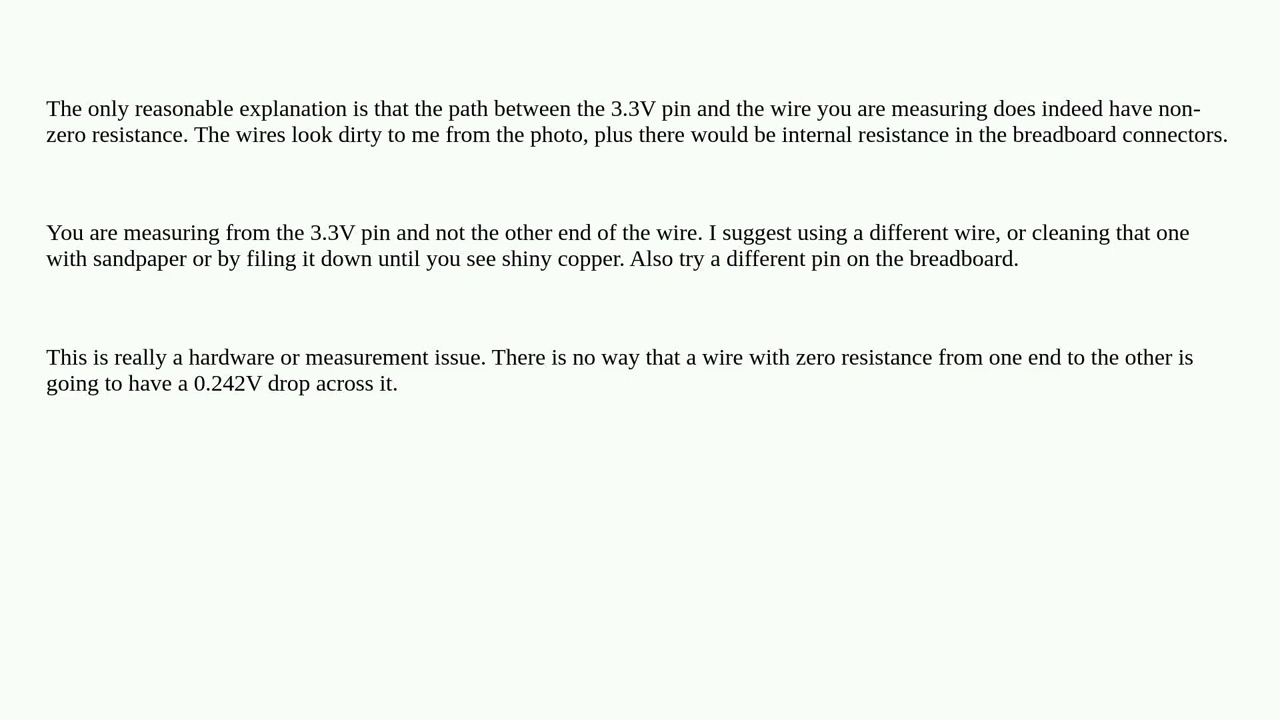 The only reasonable explanation is that the path between the 3.3V pin and the wire you are measuring does indeed have non-
zero resistance. The wires look dirty to me from the photo, plus there would be internal resistance in the breadboard connectors.
You are measuring from the 3.3V pin and not the other end of the wire. I suggest using a different wire, or cleaning that one
with sandpaper or by filing it down until you see shiny copper. Also try a different pin on the breadboard.
This is really a hardware or measurement issue. There is no way that a wire with zero resistance from one end to the other is
going to have a 0.242V drop across it.